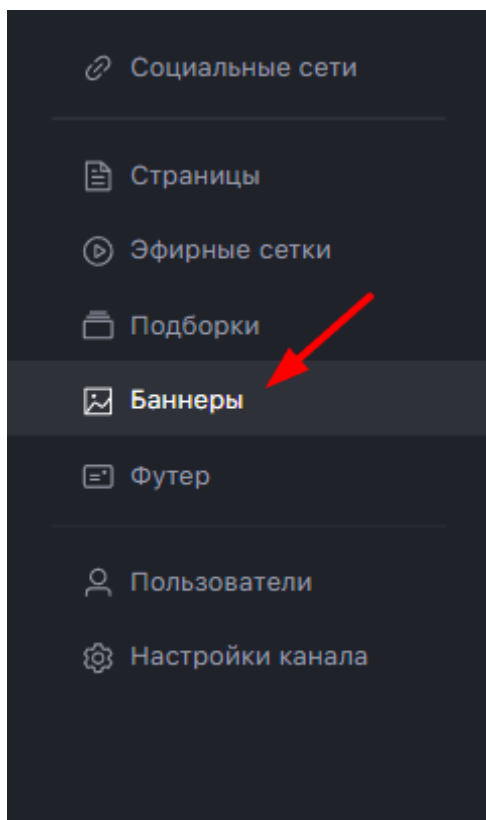 Социальные сети
Страницы
Эфирные сетки
Подборки
Баннеры
Футер
Пользователи
Настройки канала